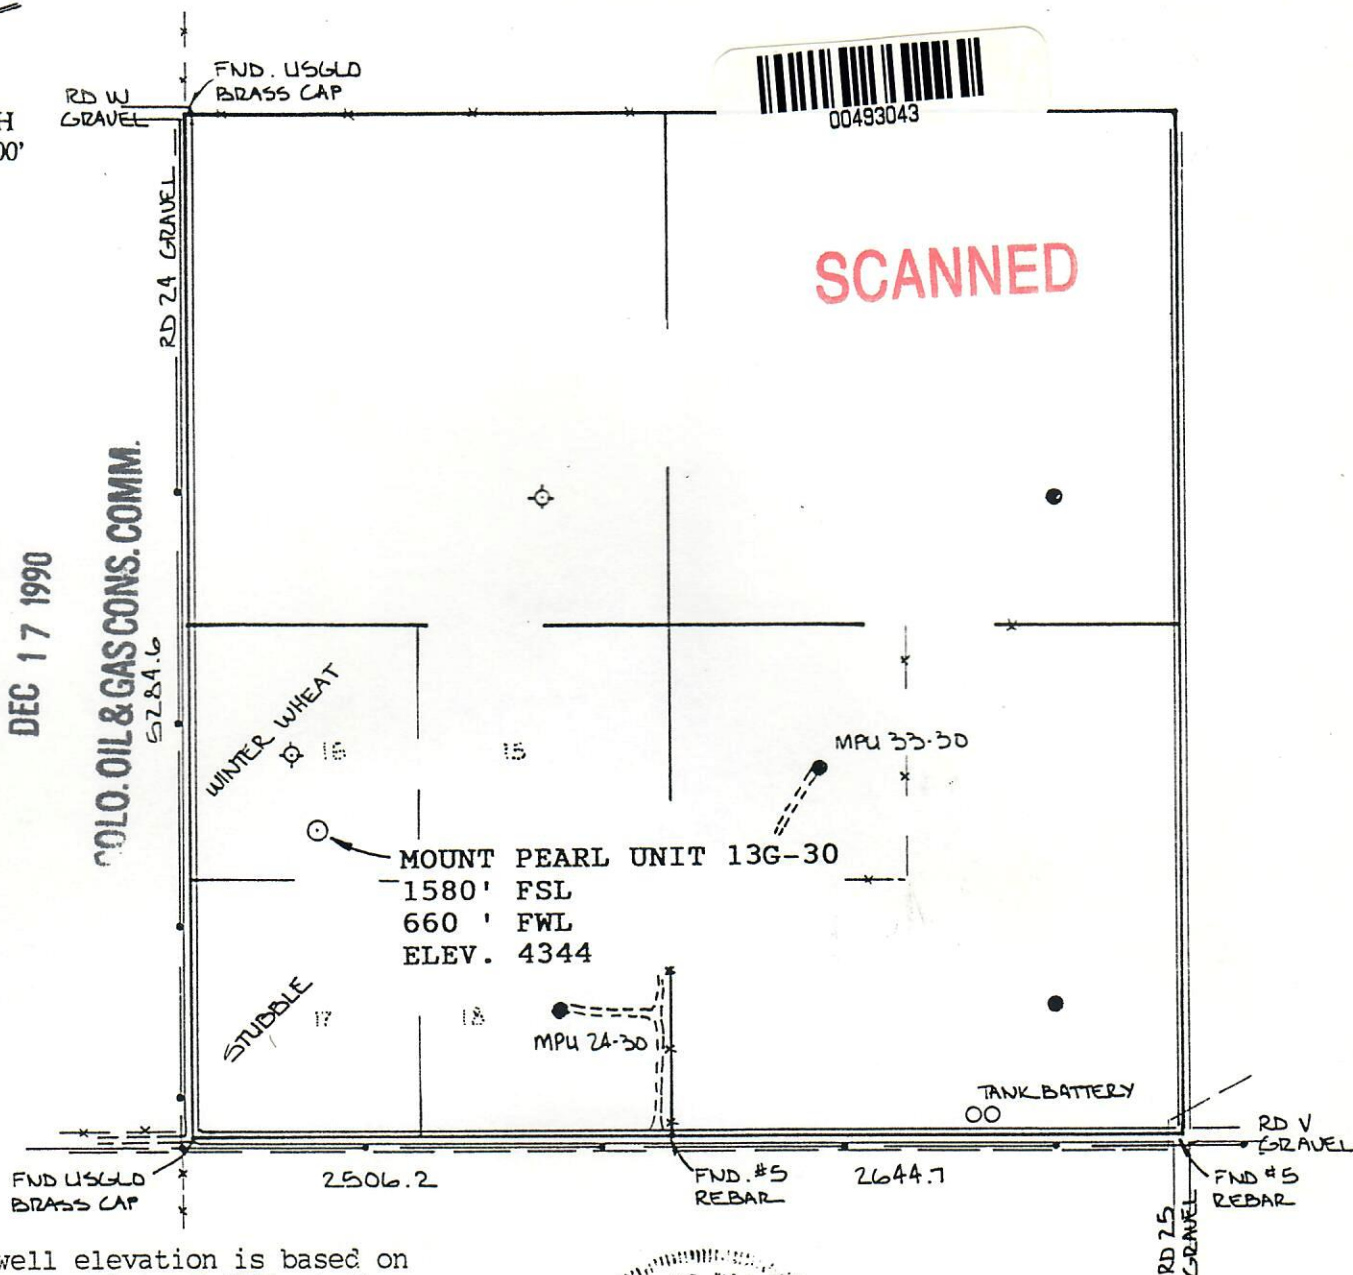 FND. USGLO
BRASS CAP
RD W
GRAVEL
H
00'
00493043
RD 24 GRAVEL
SCANNED
DEC 17 1990
COLO. OIL & GAS CONS. COMM.
5284.6
WINTER WHEAT
16
15
MPU 33-30
MOUNT PEARL UNIT 13G-30
1580' FSL
660 ' FWL
ELEV. 4344
STUBBLE
17
18
MPU 24-30
TANK BATTERY
RD V
GRAVEL
FND USGLO
BRASS CAP
2506.2
FND. #5
REBAR
2644.7
FND #5
REBAR
RD 25
GRAVEL
well elevation is based on